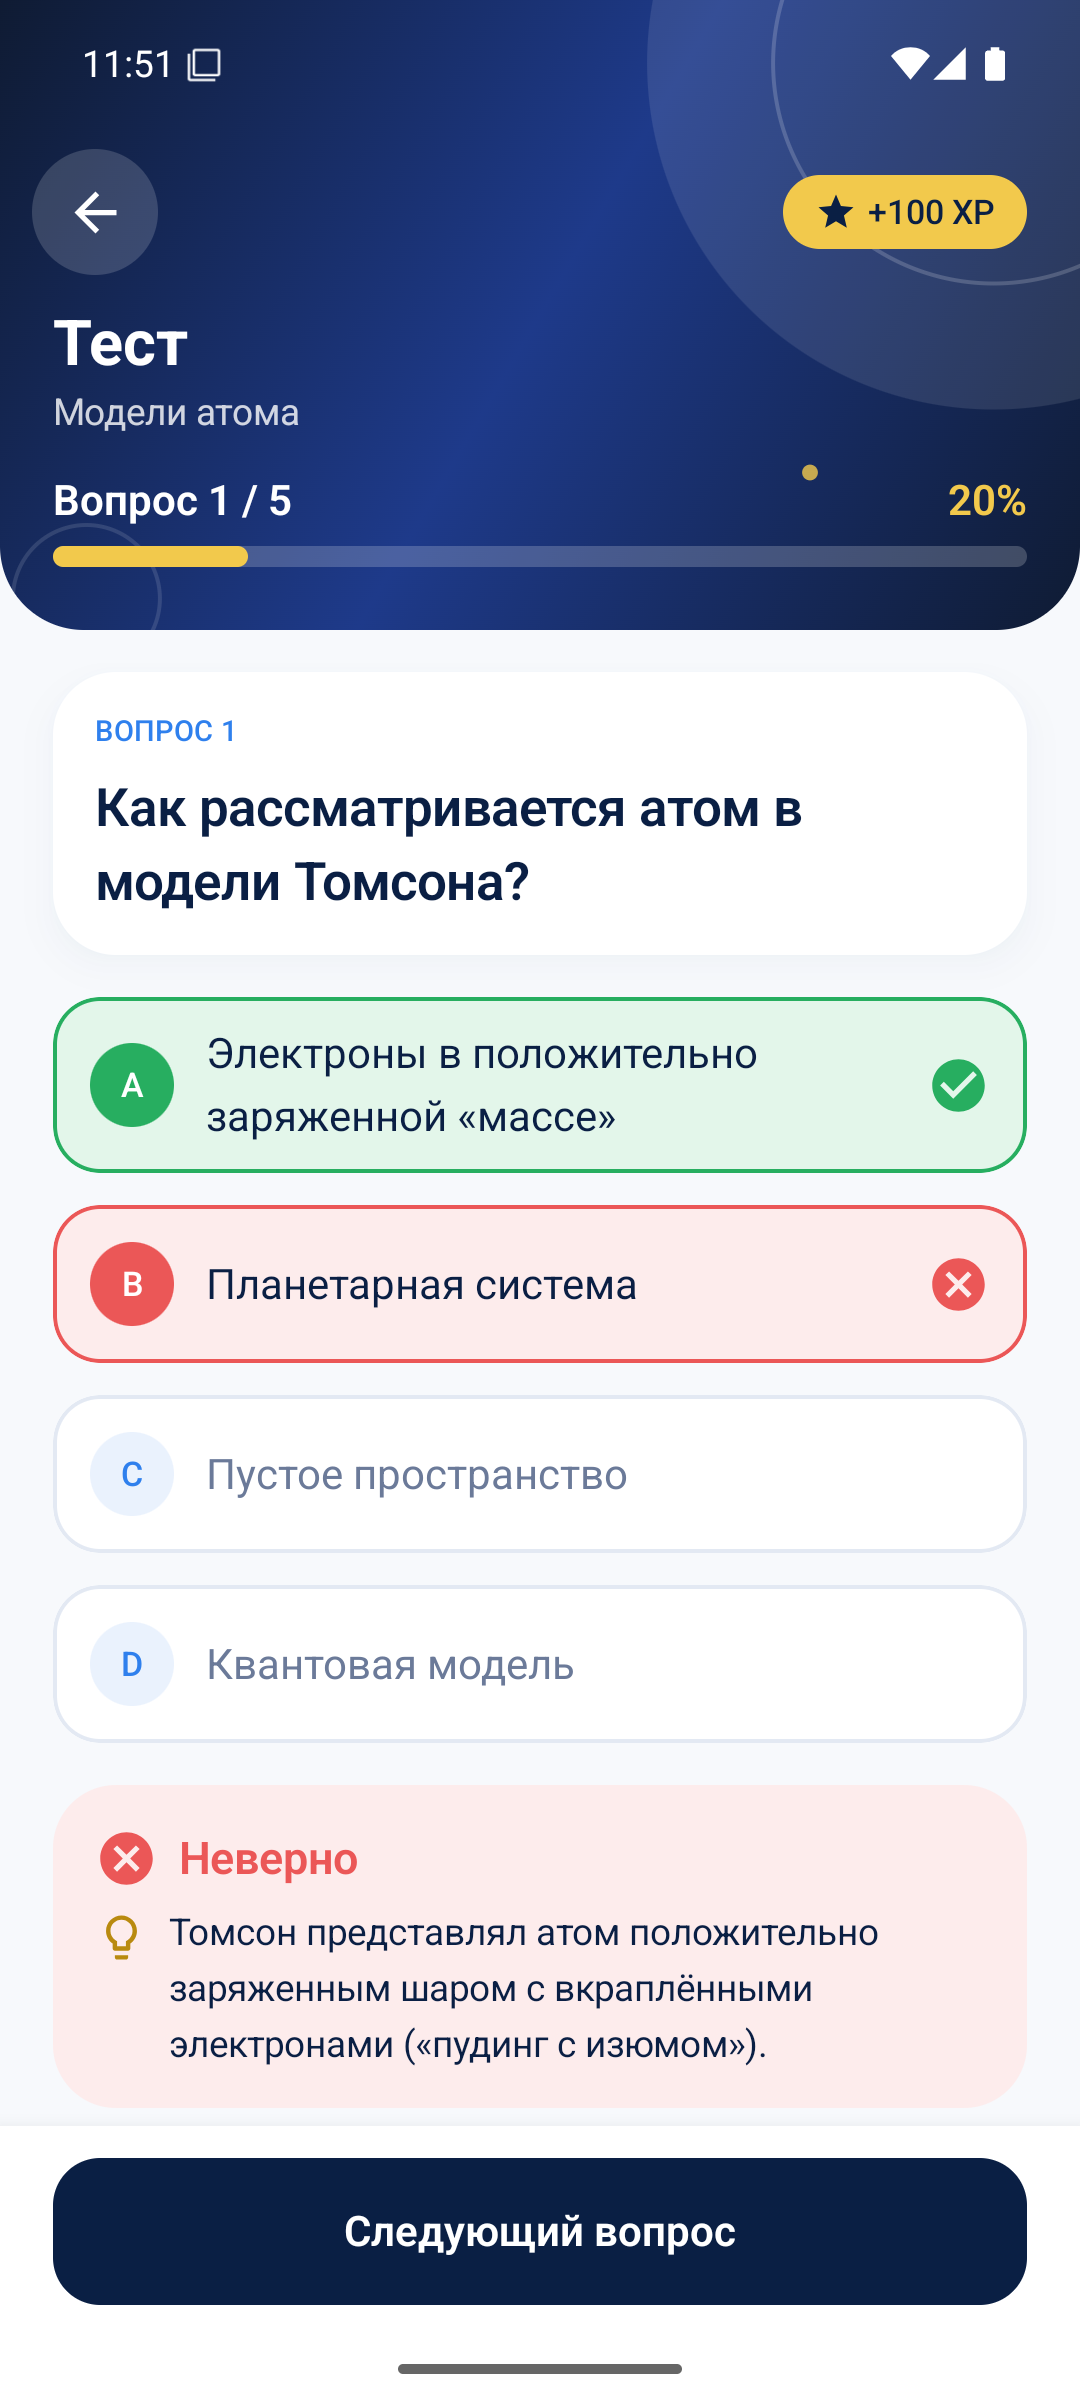 11:51
+100 XP
Тест
Модели атома
Вопрос 1 / 5
20%
ВОПРОС 1
Как рассматривается атом в
модели Томсона?
A
Электроны в положительно
заряженной «массе»
B
Планетарная система
C
Пустое пространство
D
Квантовая модель
Неверно
Томсон представлял атом положительно
заряженным шаром с вкраплёнными
электронами («пудинг с изюмом»).
Следующий вопрос